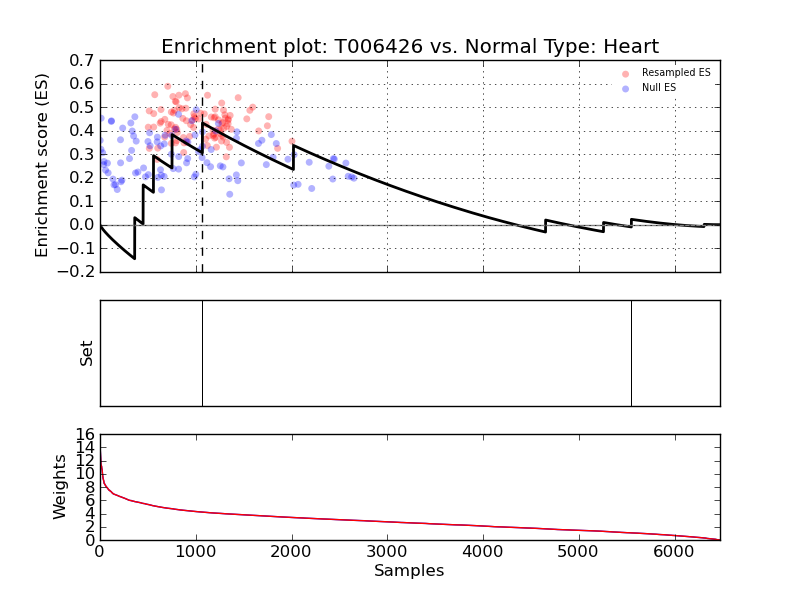 Enrichment plot: T006426 vs. Normal Type: Heart
Enrichment score (ES)
0.7
0.6
0.5
0.4
0.3
0.2
0.1
0.0
−0.1
−0.2
Resampled ES
Null ES
Set
Weights
16
14
12
10
8
6
4
2
0
0 1000 2000 3000 4000 5000 6000
Samples